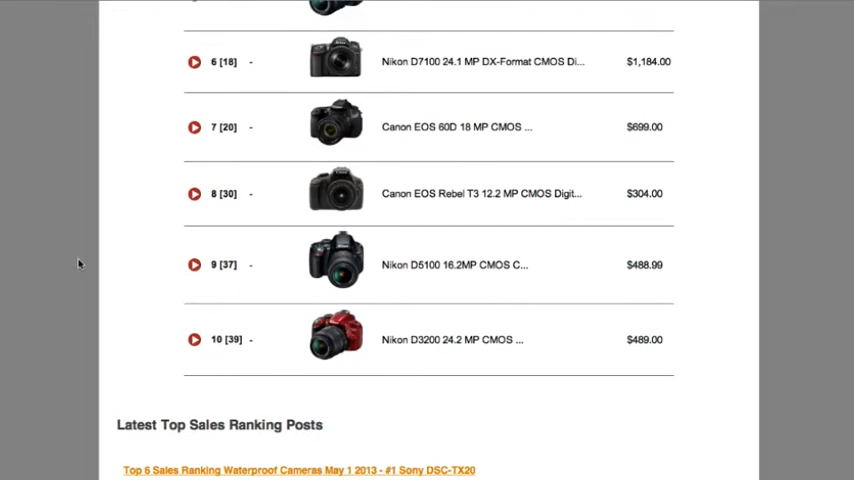 6 [18] - Nikon D7100 24.1 MP DX-Format CMOS Di... $1,184.00
7 [20] - Canon EOS 60D 18 MP CMOS ... $699.00
8 [30] - Canon EOS Rebel T3 12.2 MP CMOS Digit... $304.00
9 [37] - Nikon D5100 16.2MP CMOS C... $488.99
10 [39] - Nikon D3200 24.2 MP CMOS ... $489.00
Latest Top Sales Ranking Posts
Top 6 Sales Ranking Waterproof Cameras May 1 2013 - #1 Sony DSC-TX20